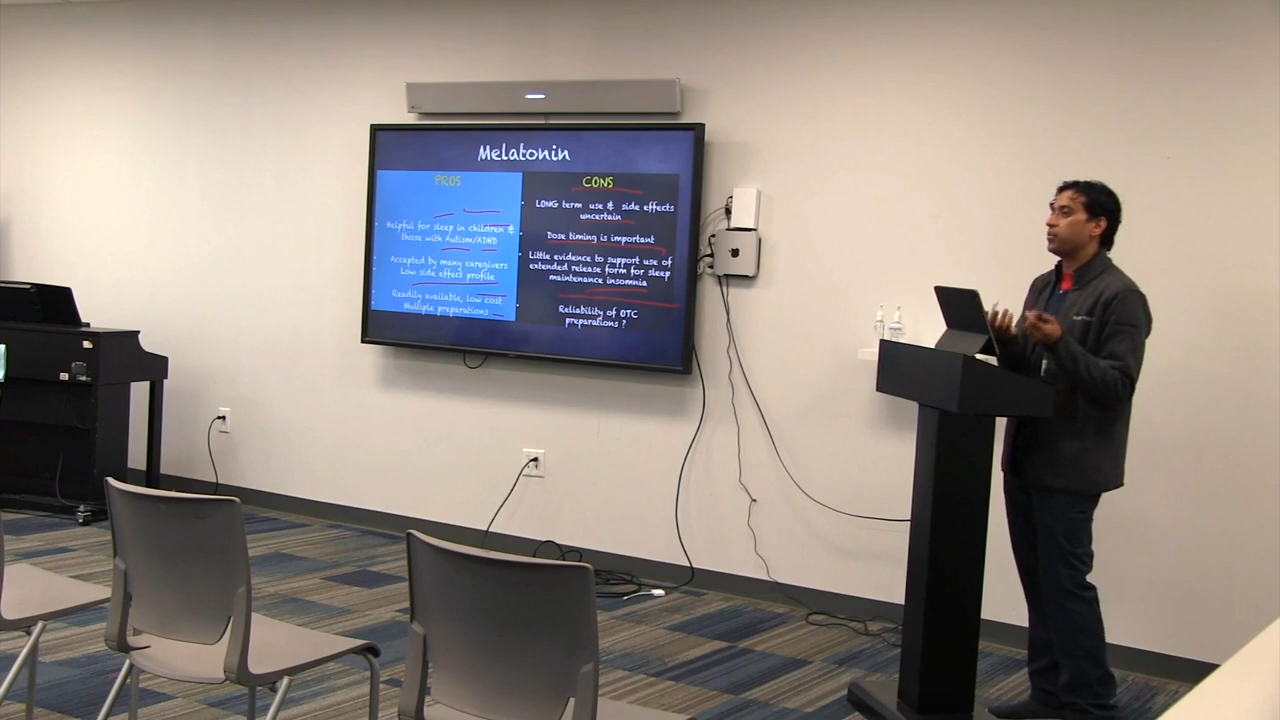 Melatonin
PROS
Helpful for sleep in children &
those with Autism/ADHD
Accepted by many caregivers
Low side effect profile
Readily available, low cost
Multiple preparations
CONS
LONG term use & side effects
uncertain
Dose timing is important
Little evidence to support use of
extended release form for sleep
maintenance insomnia
Reliability of OTC
preparations ?